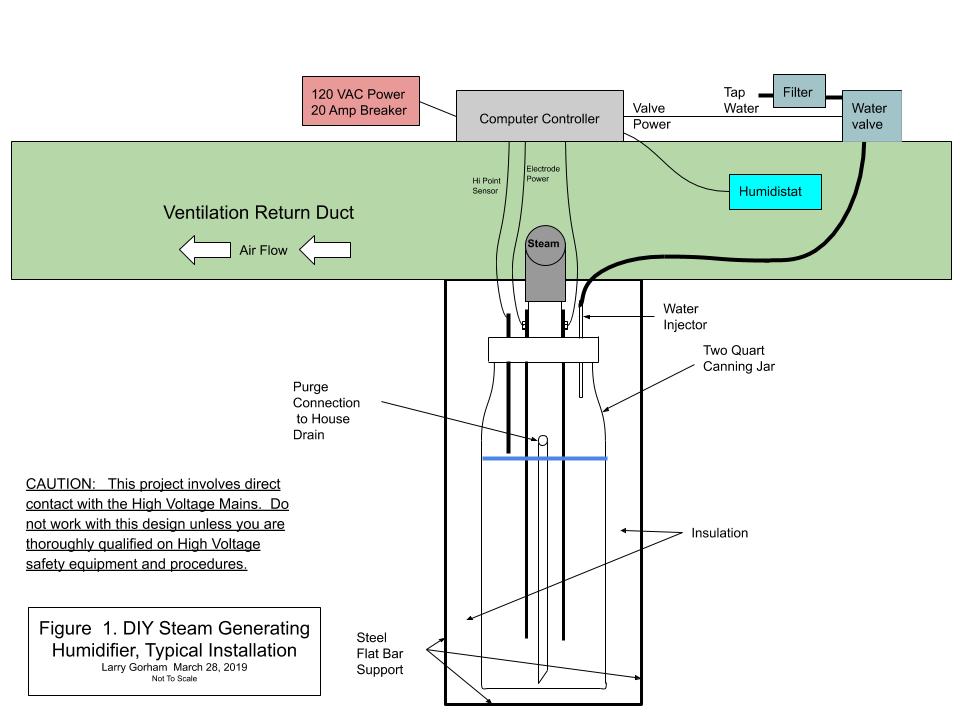 120 VAC Power
20 Amp Breaker
Computer Controller
Valve
Power
Tap
Water
Filter
Water
valve
Hi Point
Sensor
Electrode
Power
Humidistat
Ventilation Return Duct
Air Flow
Steam
Water
Injector
Two Quart
Canning Jar
Purge
Connection
to House
Drain
CAUTION: This project involves direct
contact with the High Voltage Mains. Do
not work with this design unless you are
thoroughly qualified on High Voltage
safety equipment and procedures.
Insulation
Figure 1. DIY Steam Generating
Humidifier, Typical Installation
Larry Gorham March 28, 2019
Not To Scale
Steel
Flat Bar
Support